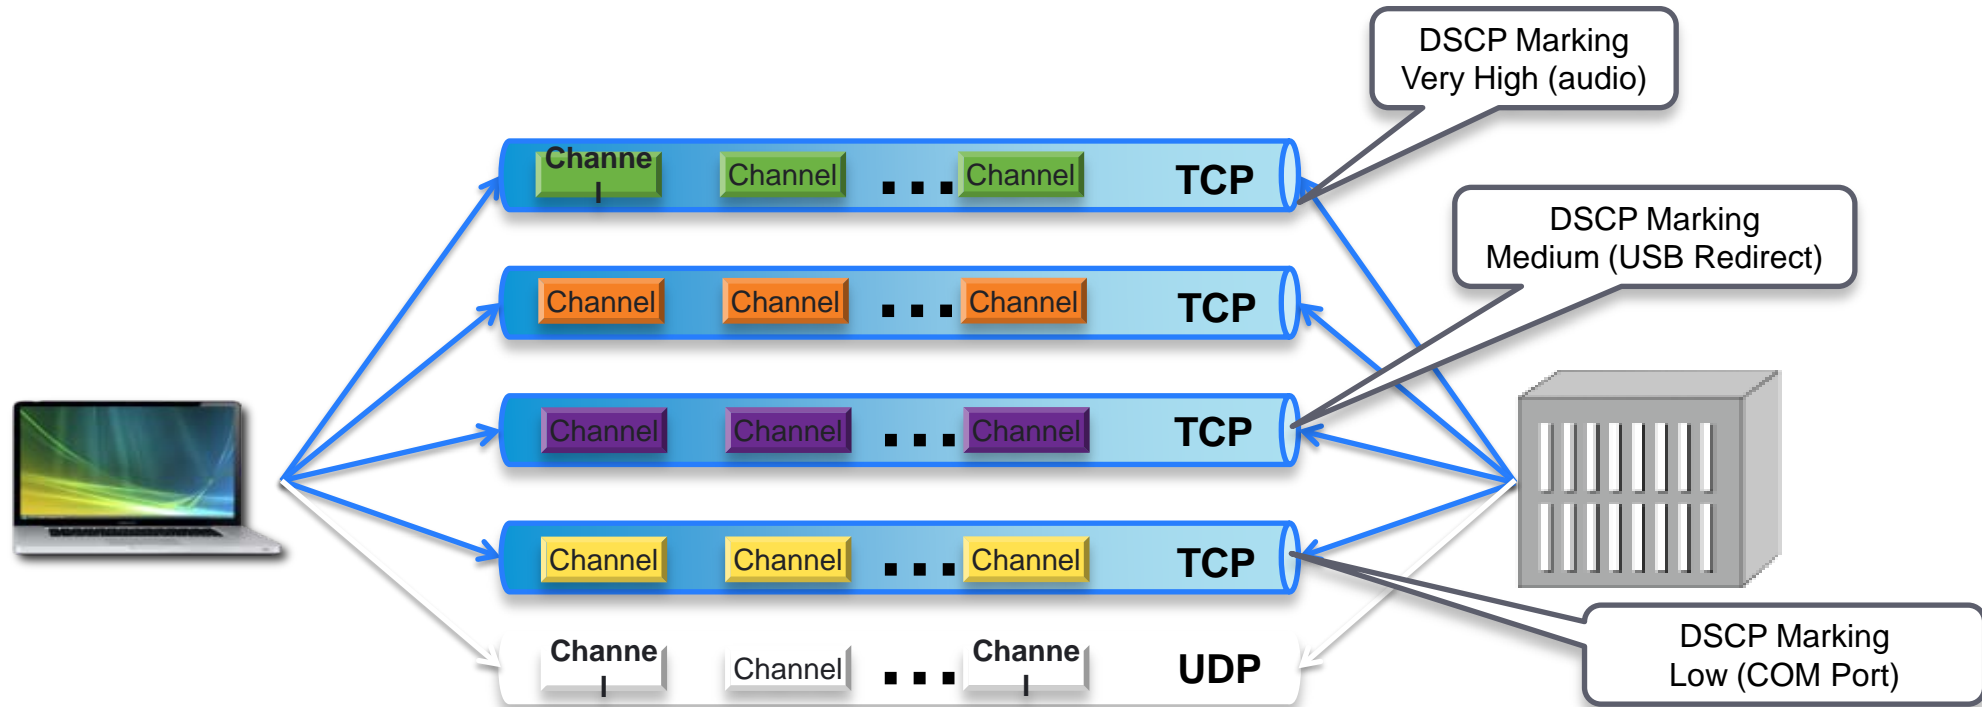 DSCP Marking
Very High (audio)
Channe
l
Channel
...
Channel
TCP
DSCP Marking
Medium (USB Redirect)
Channel
Channel
...
Channel
TCP
Channel
Channel
...
Channel
TCP
Channel
Channel
...
Channel
TCP
DSCP Marking
Low (COM Port)
Channe
l
Channel
...
Channe
l
UDP